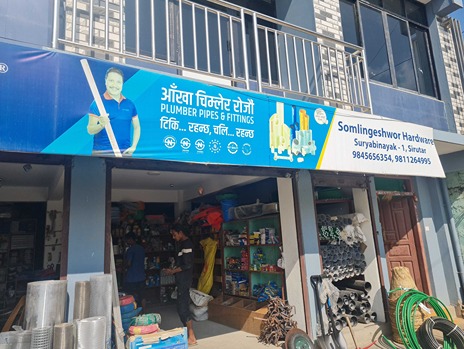 आँखा चिम्लेर रोजौं
PLUMBER PIPES & FITTINGS
टिकि... रहन्छ, चलि... रहन्छ
Somlingeshwor Hardware
Suryabinayak - 1, Sirutar
9845656354, 9811264995